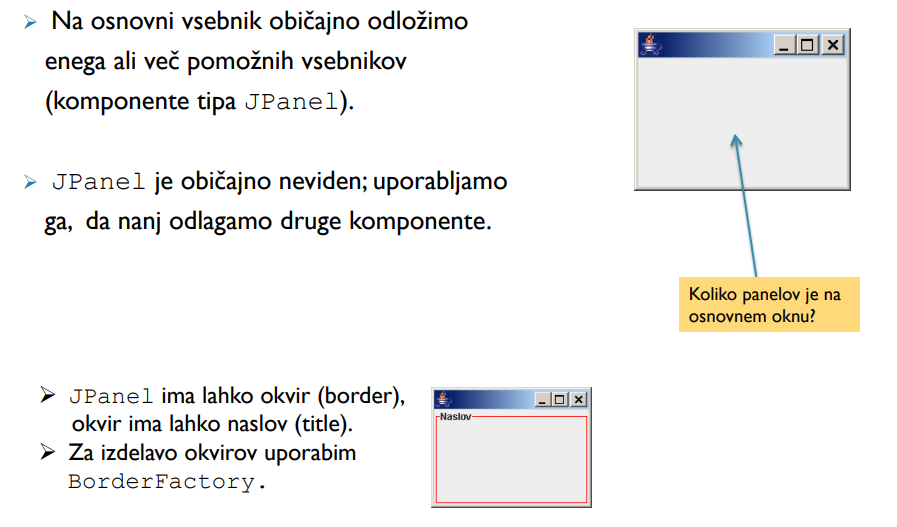 ➢ Na osnovni vsebnik običajno odložimo
enega ali več pomožnih vsebnikov
(komponente tipa JPanel).
➢ JPanel je običajno neviden; uporabljamo
ga, da nanj odlagamo druge komponente.
Koliko panelov je na
osnovnem oknu?
➢ JPanel ima lahko okvir (border),
okvir ima lahko naslov (title).
➢ Za izdelavo okvirov uporabim
BorderFactory.
Naslov